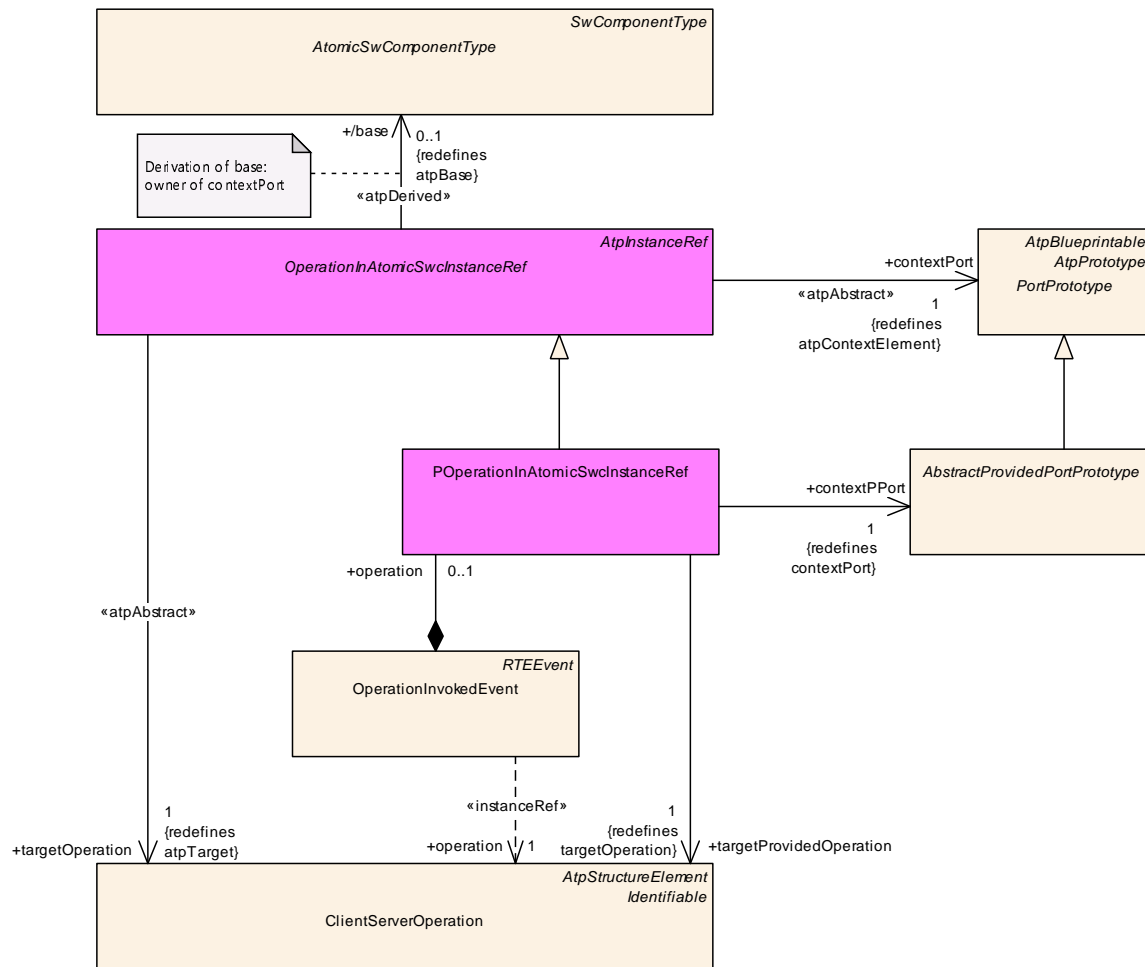 SwComponentType
AtomicSwComponentType
+/base
0..1
{redefines
atpBase}
Derivation of base:
owner of contextPort
«atpDerived»
AtpInstanceRef
OperationInAtomicSwcInstanceRef
AtpBlueprintable
AtpPrototype
PortPrototype
+contextPort
«atpAbstract»
1
{redefines
atpContextElement}
POperationInAtomicSwcInstanceRef
AbstractProvidedPortPrototype
+contextPPort
1
{redefines
contextPort}
+operation
0..1
«atpAbstract»
RTEEvent
OperationInvokedEvent
«instanceRef»
1
{redefines
atpTarget}
+targetOperation
+operation
1
1
{redefines
targetOperation}
+targetProvidedOperation
AtpStructureElement
Identifiable
ClientServerOperation